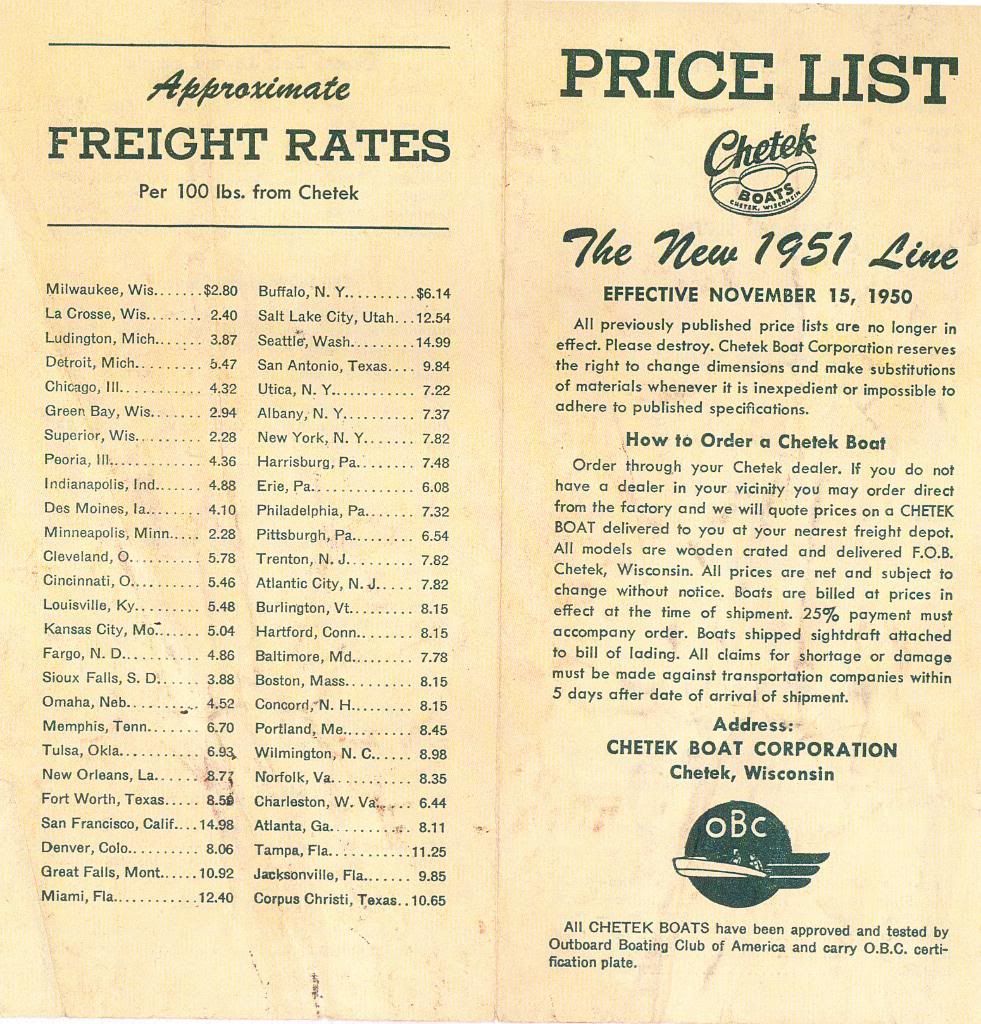 Approximate
FREIGHT RATES
Per 100 lbs. from Chetek
Milwaukee, Wis.......$2.80
La Crosse, Wis........ 2.40
Ludington, Mich....... 3.87
Detroit, Mich......... 5.47
Chicago, Ill.......... 4.32
Green Bay, Wis........ 2.94
Superior, Wis......... 2.28
Peoria, Ill........... 4.36
Indianapolis, Ind..... 4.88
Des Moines, Ia........ 4.10
Minneapolis, Minn..... 2.28
Cleveland, O.......... 5.78
Cincinnati, O......... 5.46
Louisville, Ky........ 5.48
Kansas City, Mo...... 5.04
Fargo, N. D........... 4.86
Sioux Falls, S. D..... 3.88
Omaha, Neb........... 4.52
Memphis, Tenn........ 6.70
Tulsa, Okla........... 6.93
New Orleans, La...... 8.77
Fort Worth, Texas..... 8.59
San Francisco, Calif....14.98
Denver, Colo.......... 8.06
Great Falls, Mont......10.92
Miami, Fla............12.40
Buffalo, N. Y..........$6.14
Salt Lake City, Utah...12.54
Seattle, Wash.........14.99
San Antonio, Texas.... 9.84
Utica, N. Y........... 7.22
Albany, N. Y.......... 7.37
New York, N. Y....... 7.82
Harrisburg, Pa........ 7.48
Erie, Pa.............. 6.08
Philadelphia, Pa....... 7.32
Pittsburgh, Pa......... 6.54
Trenton, N. J......... 7.82
Atlantic City, N. J..... 7.82
Burlington, Vt......... 8.15
Hartford, Conn........ 8.15
Baltimore, Md......... 7.78
Boston, Mass.......... 8.15
Concord, N. H......... 8.15
Portland, Me.......... 8.45
Wilmington, N. C...... 8.98
Norfolk, Va........... 8.35
Charleston, W. Va..... 6.44
Atlanta, Ga........... 8.11
Tampa, Fla............11.25
Jacksonville, Fla....... 9.85
Corpus Christi, Texas..10.65
PRICE LIST
Chetek
BOATS
CHETEK, WISCONSIN
The New 1951 Line
EFFECTIVE NOVEMBER 15, 1950
All previously published price lists are no longer in
effect. Please destroy. Chetek Boat Corporation reserves
the right to change dimensions and make substitutions
of materials whenever it is inexpedient or impossible to
adhere to published specifications.
How to Order a Chetek Boat
Order through your Chetek dealer. If you do not
have a dealer in your vicinity you may order direct
from the factory and we will quote prices on a CHETEK
BOAT delivered to you at your nearest freight depot.
All models are wooden crated and delivered F.O.B.
Chetek, Wisconsin. All prices are net and subject to
change without notice. Boats are billed at prices in
effect at the time of shipment. 25% payment must
accompany order. Boats shipped sightdraft attached
to bill of lading. All claims for shortage or damage
must be made against transportation companies within
5 days after date of arrival of shipment.
Address:
CHETEK BOAT CORPORATION
Chetek, Wisconsin
OBC
All CHETEK BOATS have been approved and tested by
Outboard Boating Club of America and carry O.B.C. certi-
fication plate.